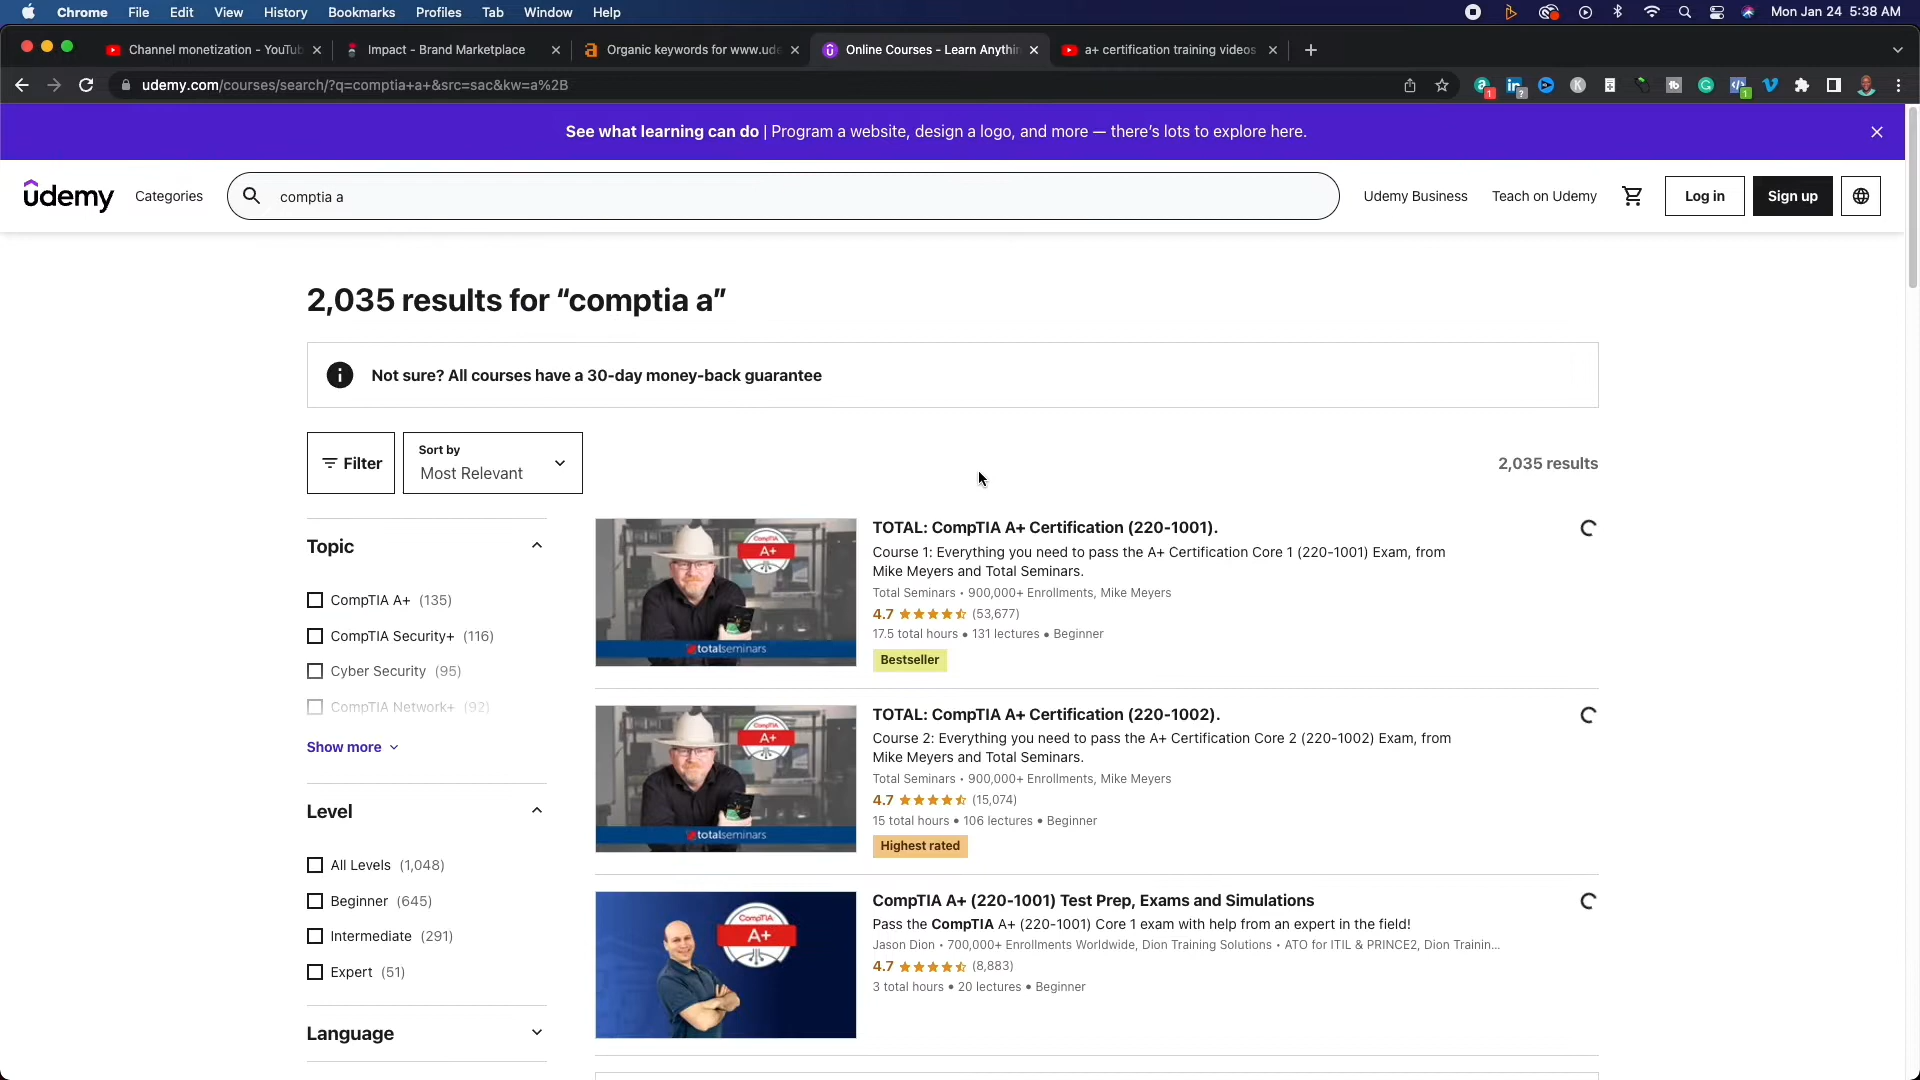 Chrome File Edit View History Bookmarks Profiles Tab Window Help Mon Jan 24 5:38 AM
Channel monetization - YouTub Impact - Brand Marketplace Organic keywords for www.ude Online Courses - Learn Anythin a+ certification training videos
udemy.com/courses/search/?q=comptia+a+&src=sac&kw=a%2B
See what learning can do | Program a website, design a logo, and more — there's lots to explore here.
udemy Categories comptia a Udemy Business Teach on Udemy Log in Sign up
2,035 results for “comptia a”
Not sure? All courses have a 30-day money-back guarantee
Filter
Sort by
Most Relevant
2,035 results
Topic
CompTIA A+ (135)
CompTIA Security+ (116)
Cyber Security (95)
CompTIA Network+ (92)
Show more
Level
All Levels (1,048)
Beginner (645)
Intermediate (291)
Expert (51)
Language
CompTIA
A+
totalseminars
TOTAL: CompTIA A+ Certification (220-1001).
Course 1: Everything you need to pass the A+ Certification Core 1 (220-1001) Exam, from
Mike Meyers and Total Seminars.
Total Seminars • 900,000+ Enrollments, Mike Meyers
4.7 (53,677)
17.5 total hours • 131 lectures • Beginner
Bestseller
CompTIA
A+
totalseminars
TOTAL: CompTIA A+ Certification (220-1002).
Course 2: Everything you need to pass the A+ Certification Core 2 (220-1002) Exam, from
Mike Meyers and Total Seminars.
Total Seminars • 900,000+ Enrollments, Mike Meyers
4.7 (15,074)
15 total hours • 106 lectures • Beginner
Highest rated
CompTIA
A+
CompTIA A+ (220-1001) Test Prep, Exams and Simulations
Pass the CompTIA A+ (220-1001) Core 1 exam with help from an expert in the field!
Jason Dion • 700,000+ Enrollments Worldwide, Dion Training Solutions • ATO for ITIL & PRINCE2, Dion Trainin...
4.7 (8,883)
3 total hours • 20 lectures • Beginner